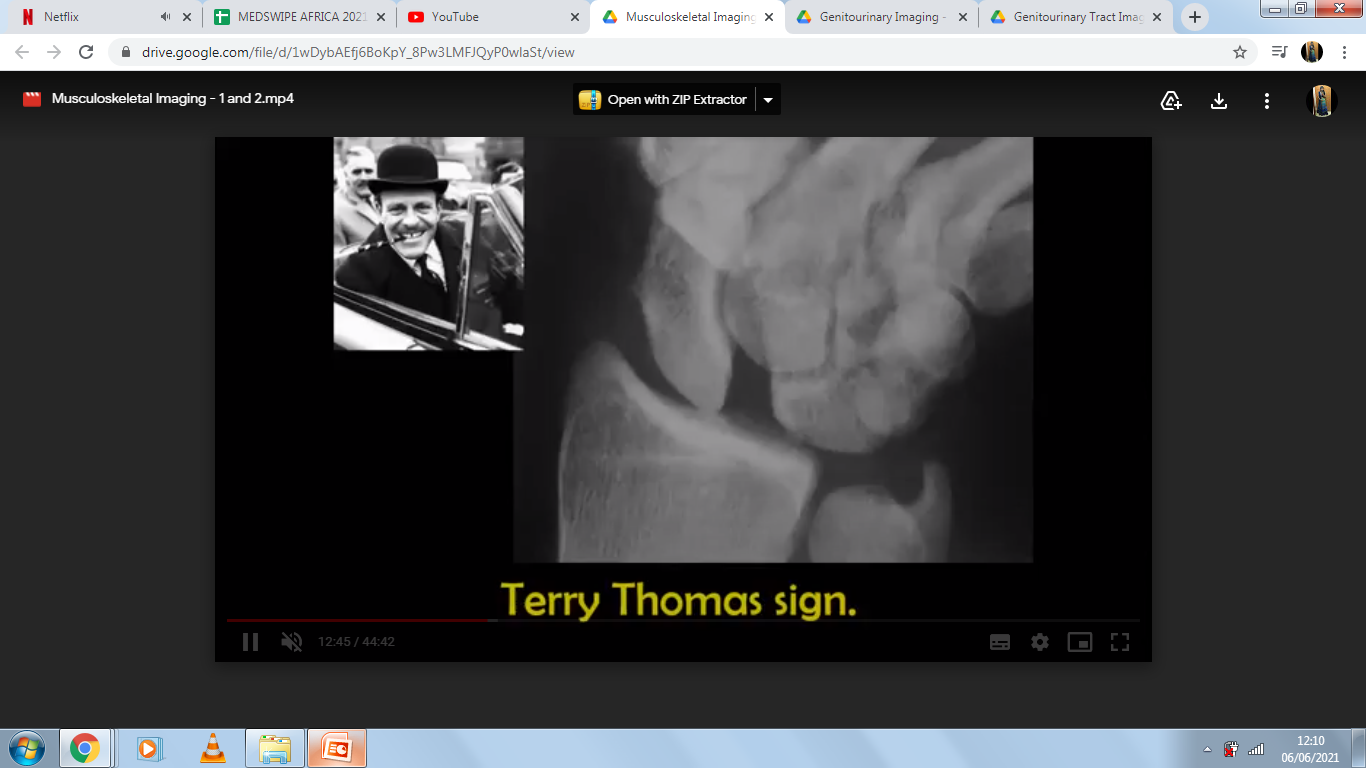 Netflix
MEDSWIPE AFRICA 2021
YouTube
Musculoskeletal Imaging
Genitourinary Imaging -
Genitourinary Tract Imag
drive.google.com/file/d/1wDybAEfj6BoKpY_8Pw3LMFJQyP0wIaSt/view
Musculoskeletal Imaging - 1 and 2.mp4
Open with ZIP Extractor
Terry Thomas sign.
12:45 / 44:42
12:10
06/06/2021